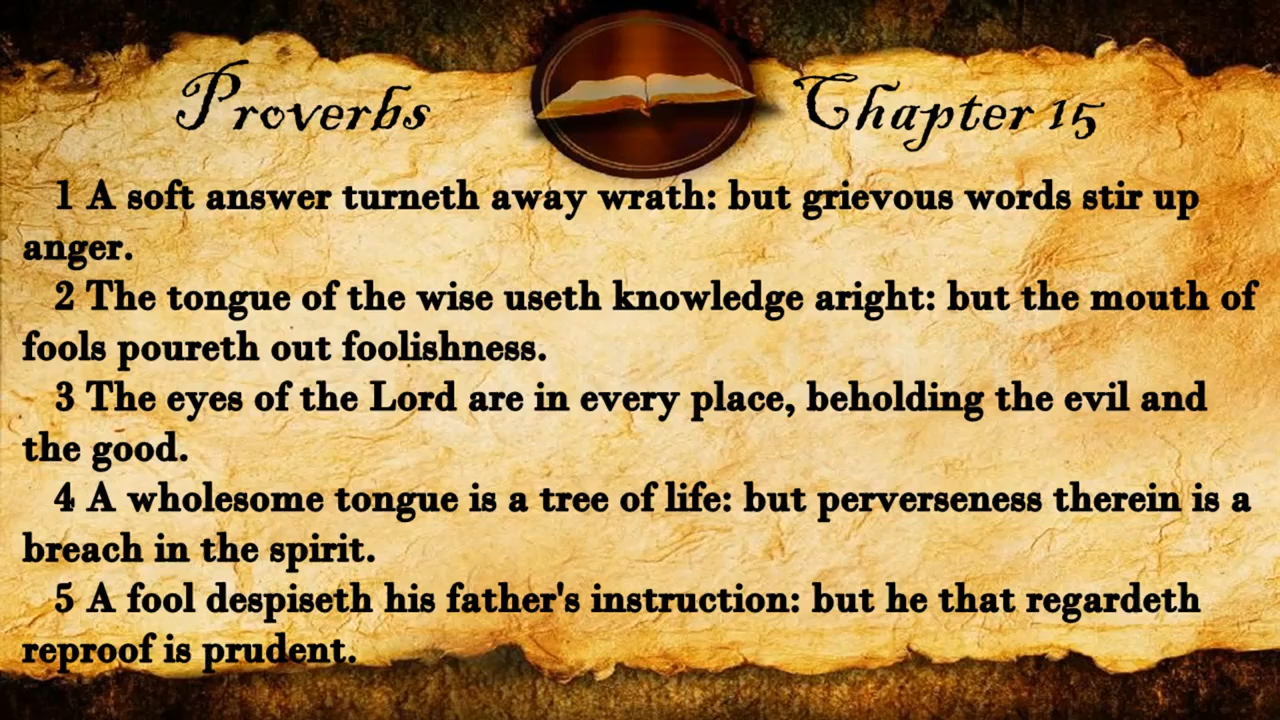 Proverbs Chapter 15
1 A soft answer turneth away wrath: but grievous words stir up
anger.
2 The tongue of the wise useth knowledge aright: but the mouth of
fools poureth out foolishness.
3 The eyes of the Lord are in every place, beholding the evil and
the good.
4 A wholesome tongue is a tree of life: but perverseness therein is a
breach in the spirit.
5 A fool despiseth his father's instruction: but he that regardeth
reproof is prudent.